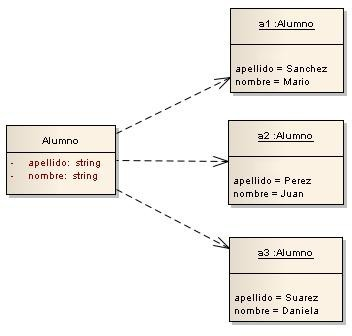 a1 :Alumno
apellido = Sanchez
nombre = Mario
Alumno
- apellido: string
- nombre: string
a2 :Alumno
apellido = Perez
nombre = Juan
a3 :Alumno
apellido = Suarez
nombre = Daniela